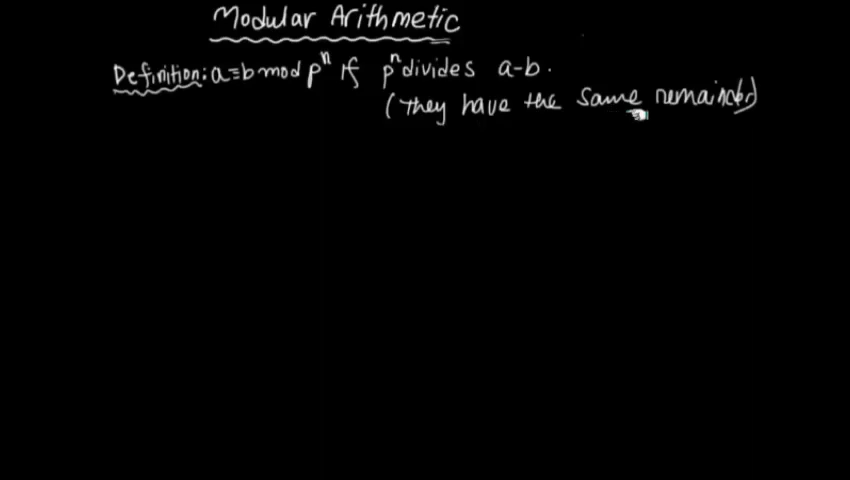 Modular Arithmetic
Definition: a≡b mod pⁿ if pⁿ divides a-b.
(They have the same remainder)